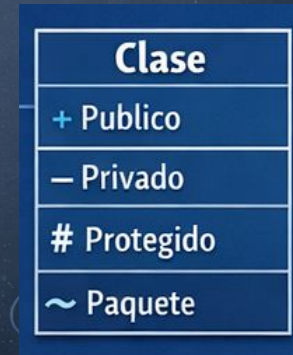 Clase
+ Publico
– Privado
# Protegido
~ Paquete